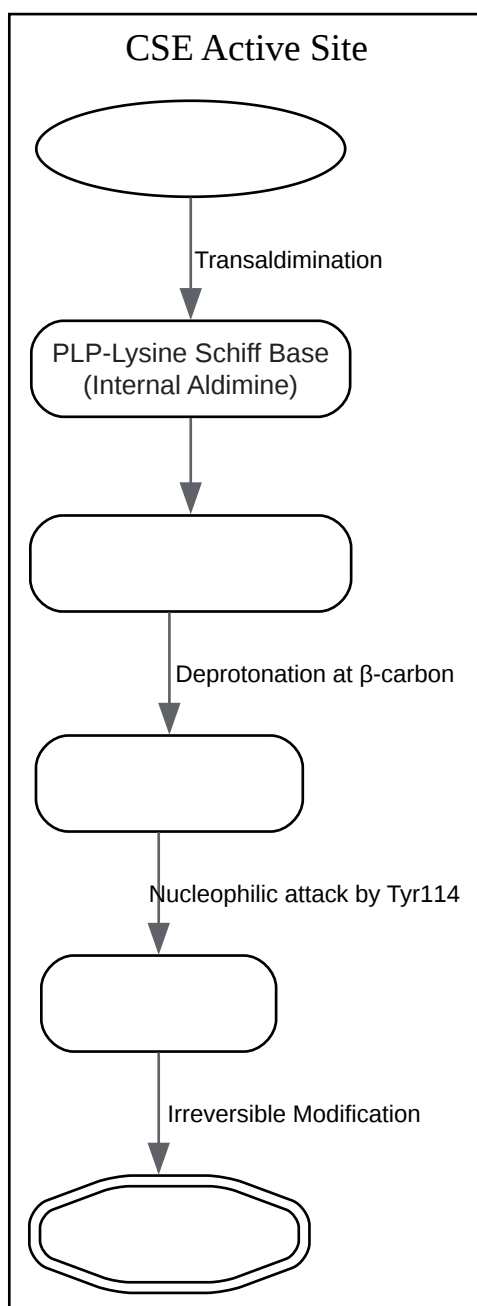 CSE Active Site
Transaldimination
PLP-Lysine Schiff Base
(Internal Aldimine)
Deprotonation at β-carbon
Nucleophilic attack by Tyr114
Irreversible Modification